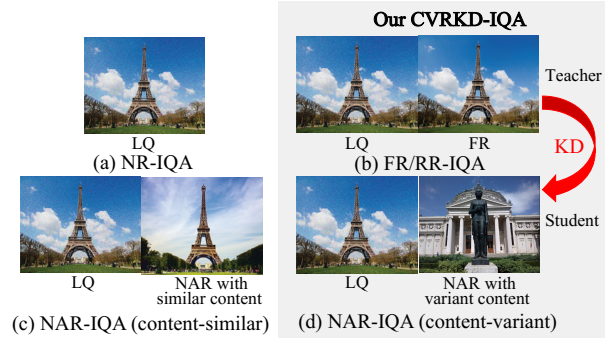 Our CVRKD-IQA
LQ
(a) NR-IQA
LQ FR
(b) FR/RR-IQA
Teacher
KD
Student
LQ NAR with
similar content
(c) NAR-IQA (content-similar)
LQ NAR with
variant content
(d) NAR-IQA (content-variant)